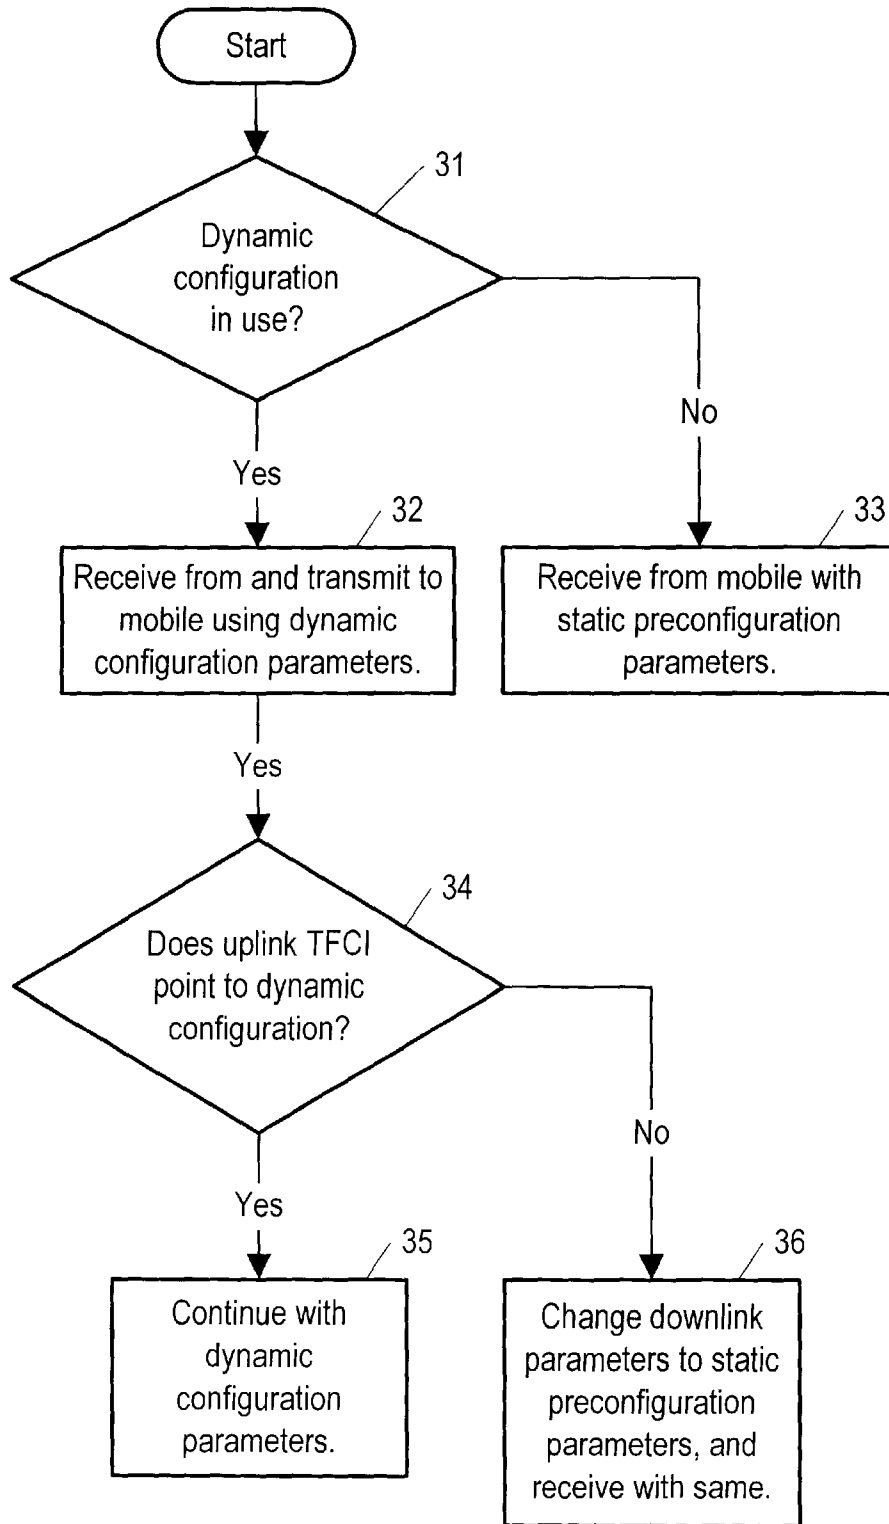 Start
31
Dynamic
configuration
in use?
No
Yes
32
33
Receive from and transmit to
mobile using dynamic
configuration parameters.
Receive from mobile with
static preconfiguration
parameters.
Yes
34
Does uplink TFCI
point to dynamic
configuration?
No
Yes
35
36
Continue with
dynamic
configuration
parameters.
Change downlink
parameters to static
preconfiguration
parameters, and
receive with same.